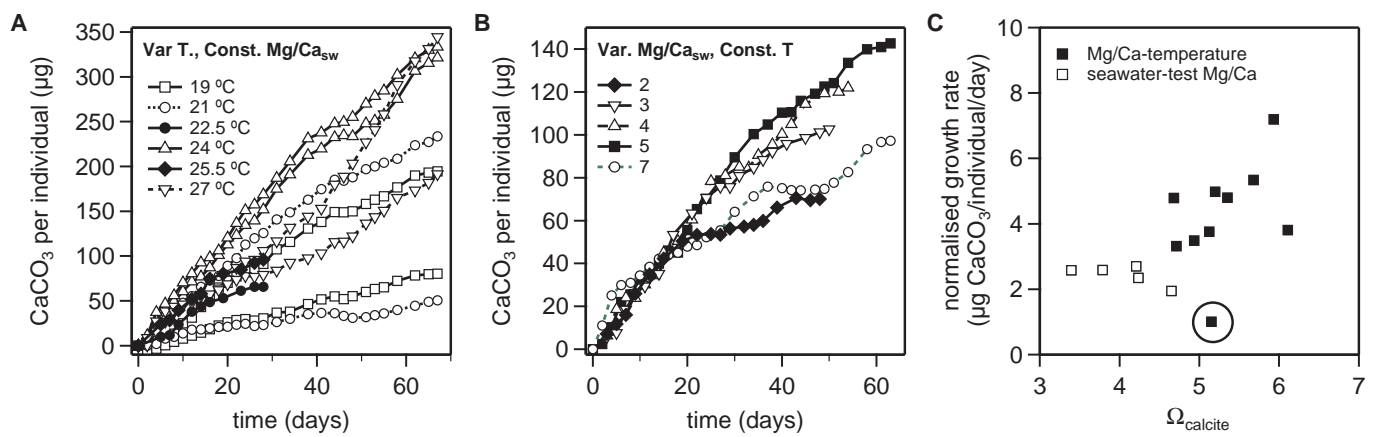 A
CaCO3 per individual (µg)
350
300
250
200
150
100
50
0
Var T., Const. Mg/Casw
19 ºC
21 ºC
22.5 ºC
24 ºC
25.5 ºC
27 ºC
0
20
40
60
time (days)
B
CaCO3 per individual (µg)
140
120
100
80
60
40
20
0
Var. Mg/Casw, Const. T
2
3
4
5
7
0
20
40
60
time (days)
C
normalised growth rate
(µg CaCO3/individual/day)
10
8
6
4
2
0
Mg/Ca-temperature
seawater-test Mg/Ca
3
4
5
6
7
Ωcalcite